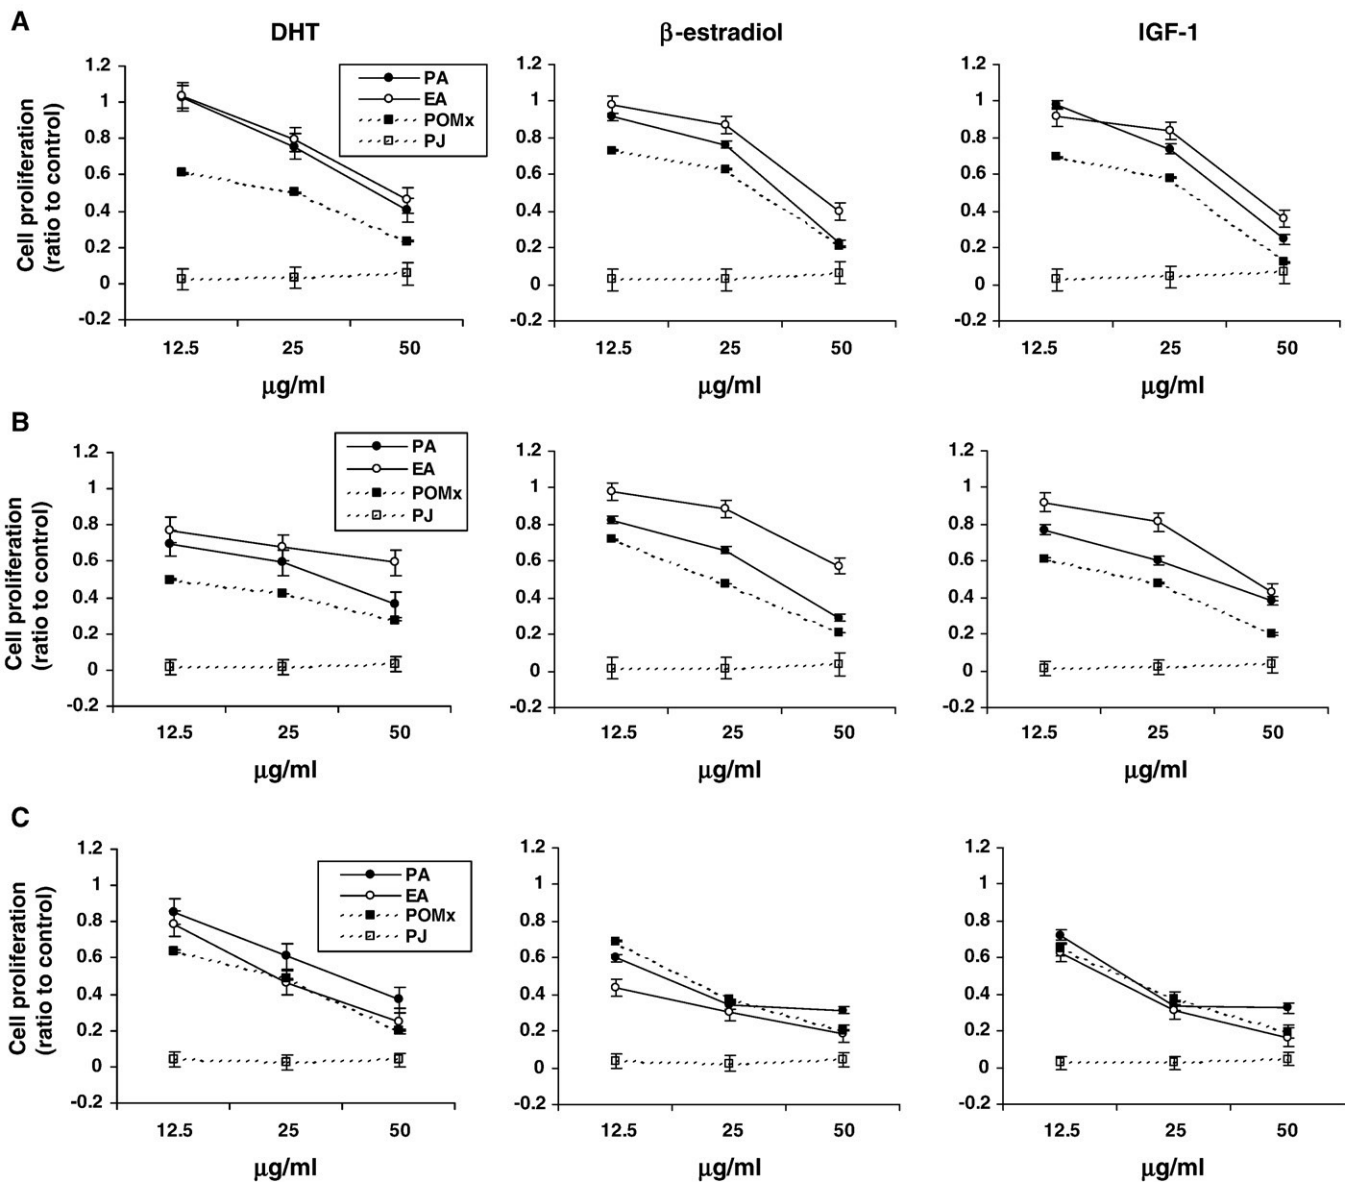 A
DHT
β-estradiol
IGF-1
Cell proliferation
(ratio to control)
1.2
1
0.8
0.6
0.4
0.2
0
-0.2
PA
EA
POMx
PJ
12.5 25 50
μg/ml
1.2
1
0.8
0.6
0.4
0.2
0
-0.2
12.5 25 50
μg/ml
1.2
1
0.8
0.6
0.4
0.2
0
-0.2
12.5 25 50
μg/ml
B
Cell proliferation
(ratio to control)
1.2
1
0.8
0.6
0.4
0.2
0
-0.2
PA
EA
POMx
PJ
12.5 25 50
μg/ml
1.2
1
0.8
0.6
0.4
0.2
0
-0.2
12.5 25 50
μg/ml
1.2
1
0.8
0.6
0.4
0.2
0
-0.2
12.5 25 50
μg/ml
C
Cell proliferation
(ratio to control)
1.2
1
0.8
0.6
0.4
0.2
0
-0.2
PA
EA
POMx
PJ
12.5 25 50
μg/ml
1.2
1
0.8
0.6
0.4
0.2
0
-0.2
12.5 25 50
μg/ml
1.2
1
0.8
0.6
0.4
0.2
0
-0.2
12.5 25 50
μg/ml